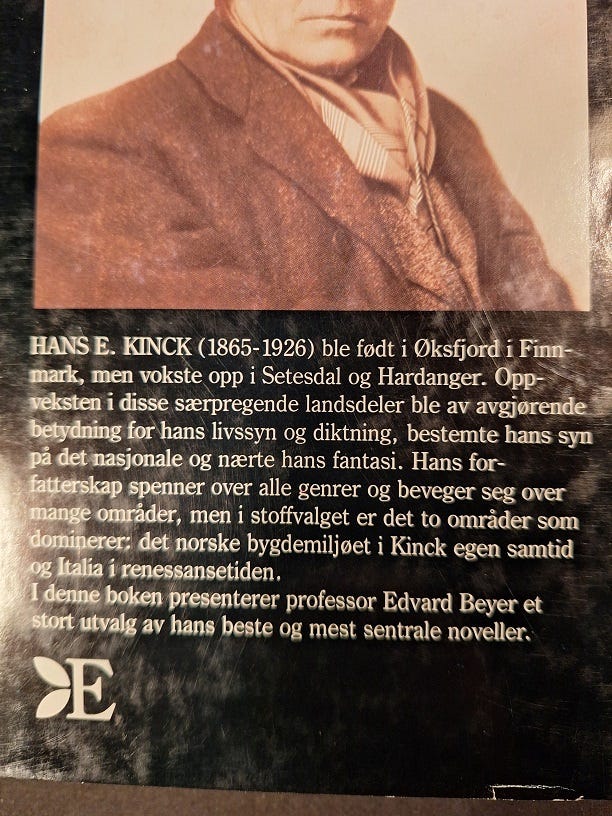 HANS E. KINCK (1865-1926) ble født i Øksfjord i Finn-
mark, men vokste opp i Setesdal og Hardanger. Opp-
veksten i disse særpregende landsdeler ble av avgjørende
betydning for hans livssyn og diktning, bestemte hans syn
på det nasjonale og nærte hans fantasi. Hans for-
fatterskap spenner over alle genrer og beveger seg over
mange områder, men i stoffvalget er det to områder som
dominerer: det norske bygdemiljøet i Kinck egen samtid
og Italia i renessansetiden.
I denne boken presenterer professor Edvard Beyer et
stort utvalg av hans beste og mest sentrale noveller.
E